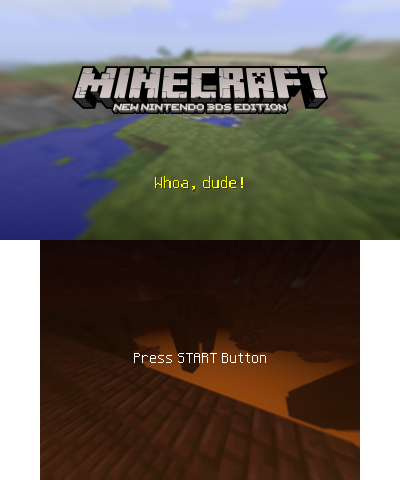 MINECRAFT
NEW NINTENDO 3DS EDITION
Whoa, dude!
Press START Button